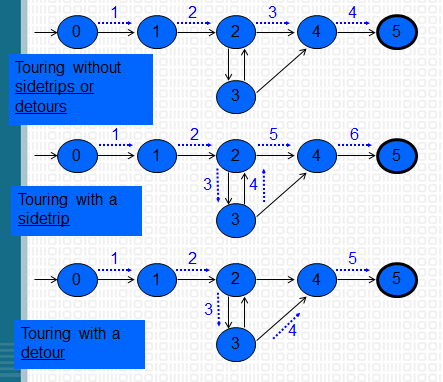 1 2 3 4
0 1 2 4 5
3
Touring without
sidetrips or
detours
1 2 5 6
0 1 2 4 5
3 4
3
Touring with a
sidetrip
1 2 5
0 1 2 4 5
3
4
3
Touring with a
detour